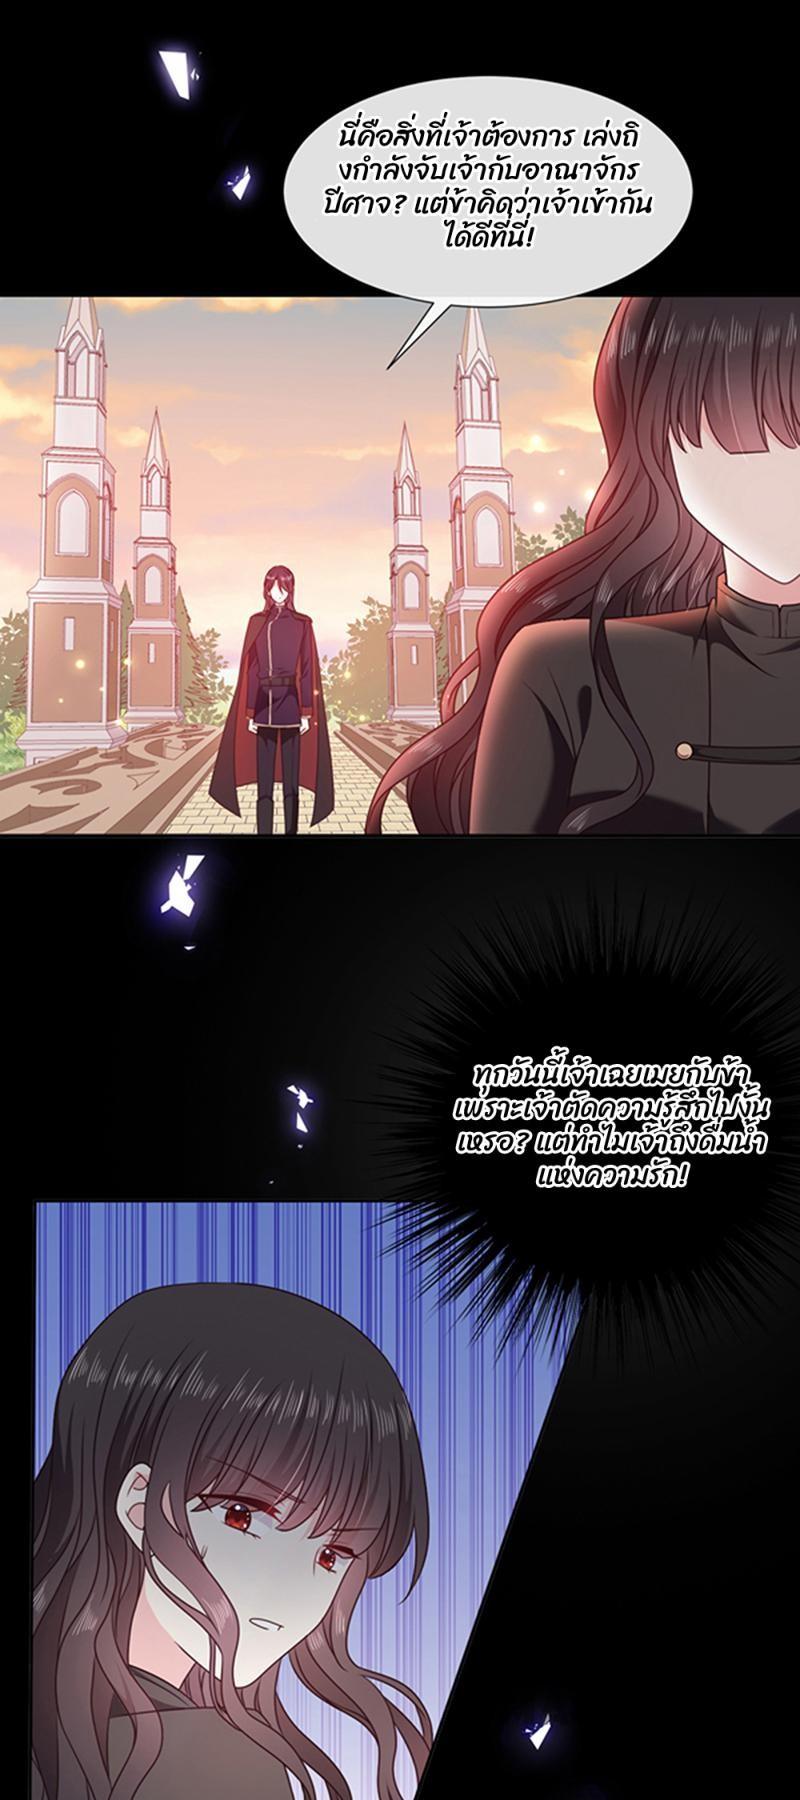 นี่คือสิ่งที่เจ้าต้องการ เล่งถิ
งกำลังจับเจ้ากับอาณาจักร
ปีศาจ? แต่ข้าคิดว่าเจ้าเข้ากัน
ได้ดีที่นี่!
ทุกวันนี้เจ้าเฉยเมยกับข้า
เพราะเจ้าตัดความรู้สึกไปงั้น
เหรอ? แต่ทำไมเจ้าถึงดื่มน้ำ
แห่งความรัก!